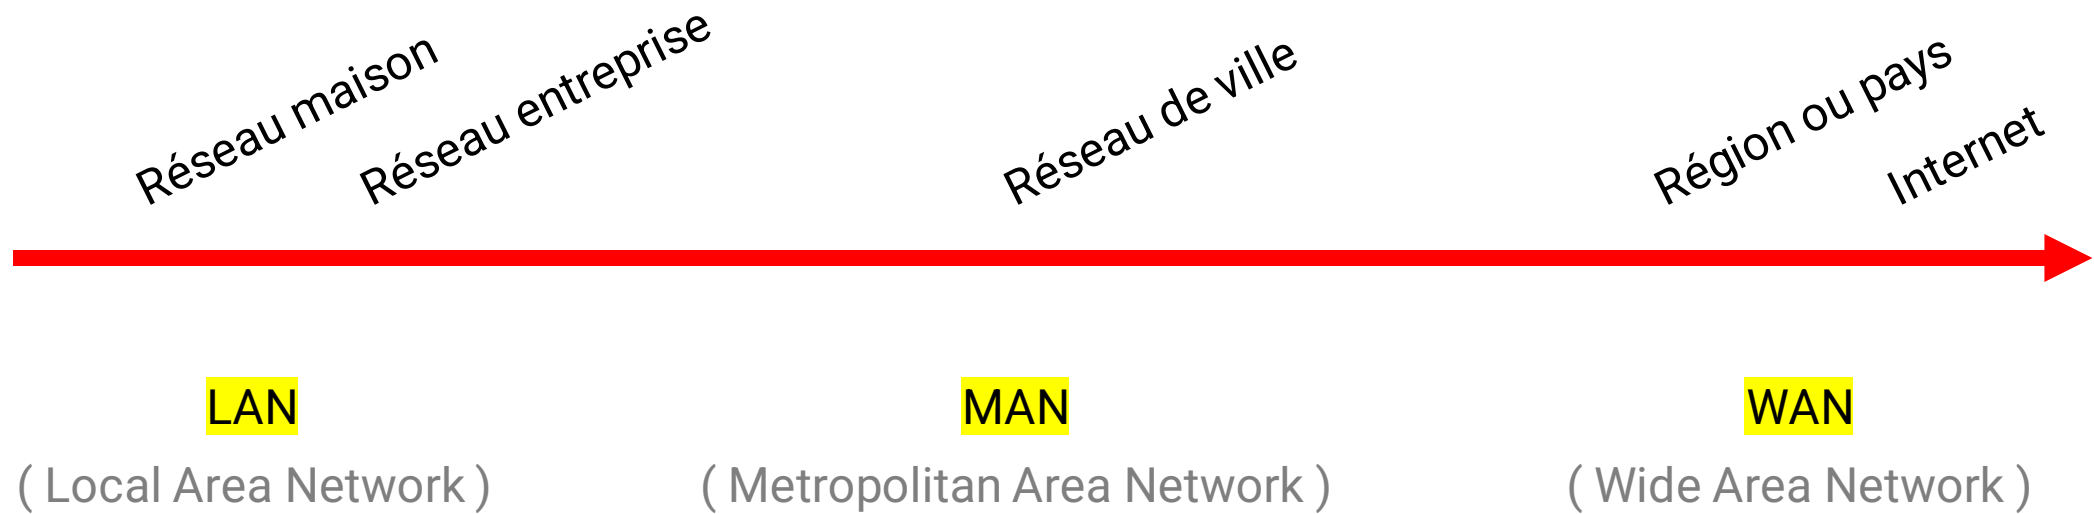 Réseau maison
Réseau entreprise
Réseau de ville
Région ou pays
Internet
LAN
MAN
WAN
( Local Area Network )
( Metropolitan Area Network )
( Wide Area Network )